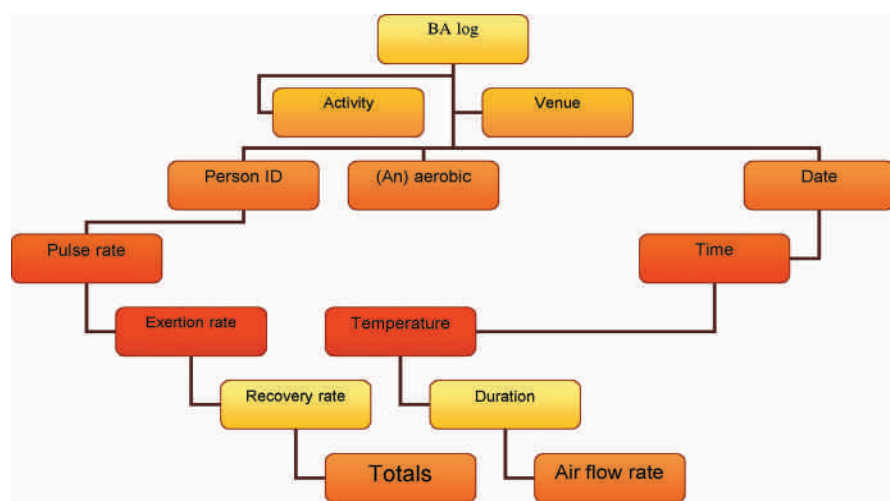 BA log
Activity
Venue
Person ID
(An) aerobic
Date
Pulse rate
Time
Exertion rate
Temperature
Recovery rate
Duration
Totals
Air flow rate